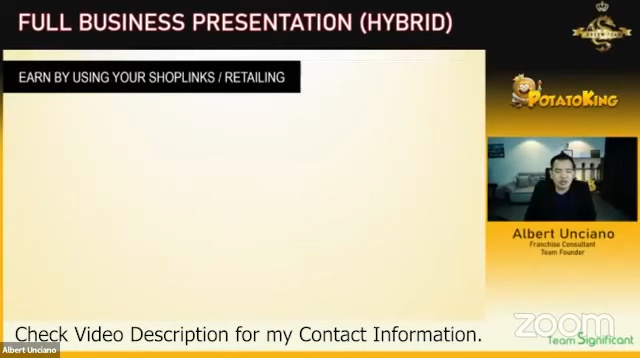 FULL BUSINESS PRESENTATION (HYBRID)
EARN BY USING YOUR SHOPLINKS / RETAILING
POTATOKING
Albert Unciano
Franchise Consultant
Team Founder
zoom
Check Video Description for my Contact Information.
Albert Unciano
Team Significant